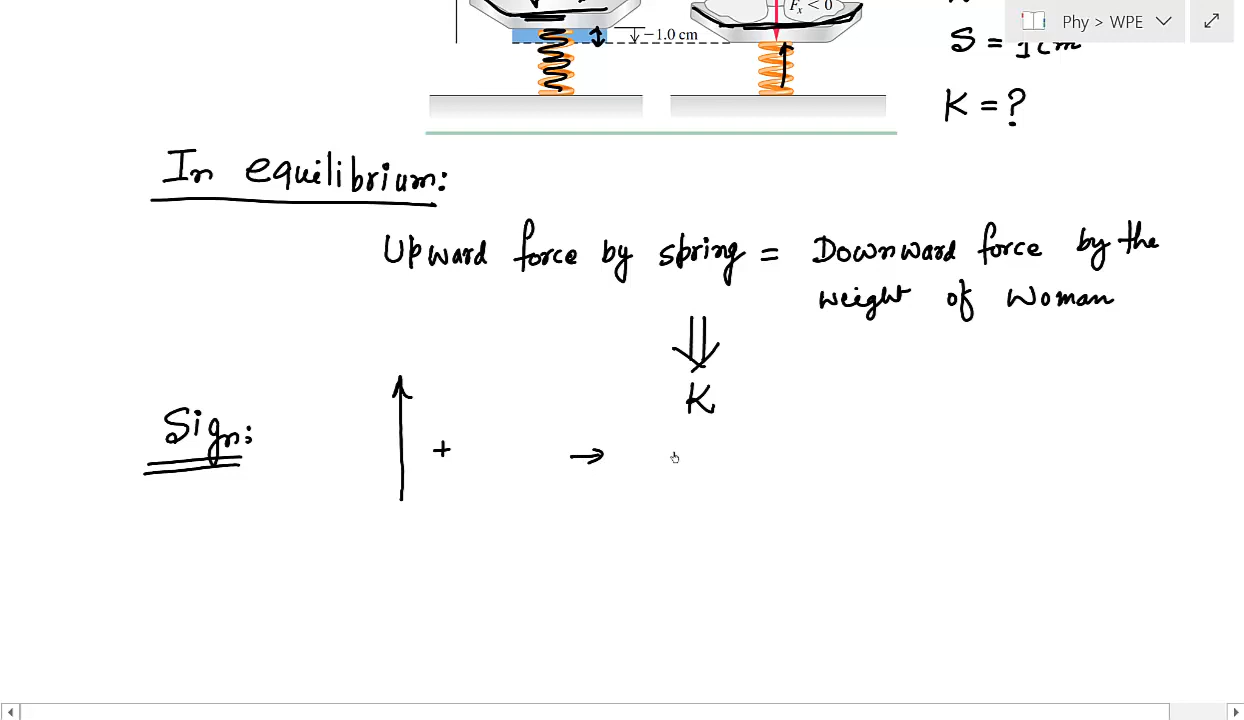 F_x < 0
Phy > WPE
-1.0 cm
S = 1cm
K = ?
In equilibrium:
Upward force by spring = Downward force by the
weight of Woman
K
Sign:
+ →